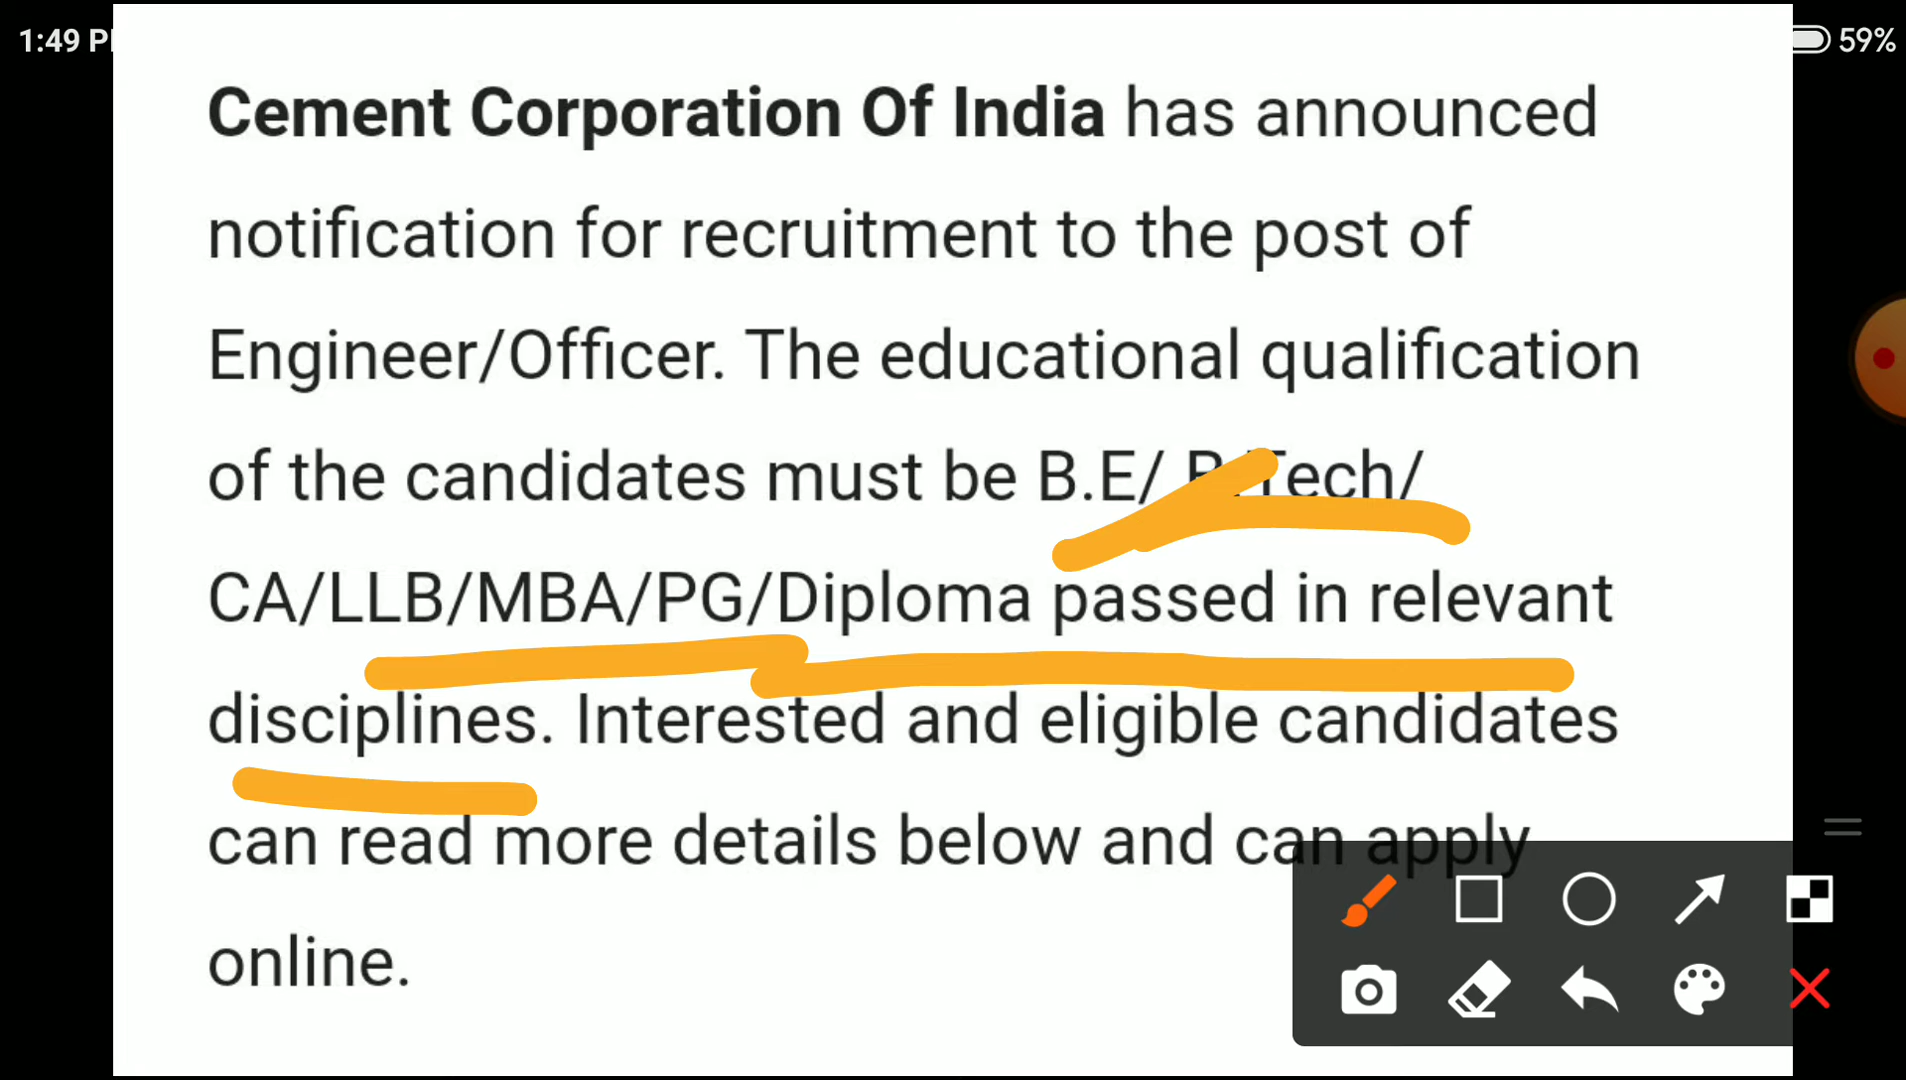 1:49 P
59%
Cement Corporation Of India has announced
notification for recruitment to the post of
Engineer/Officer. The educational qualification
of the candidates must be B.E/ B.Tech/
CA/LLB/MBA/PG/Diploma passed in relevant
disciplines. Interested and eligible candidates
can read more details below and can apply
online.